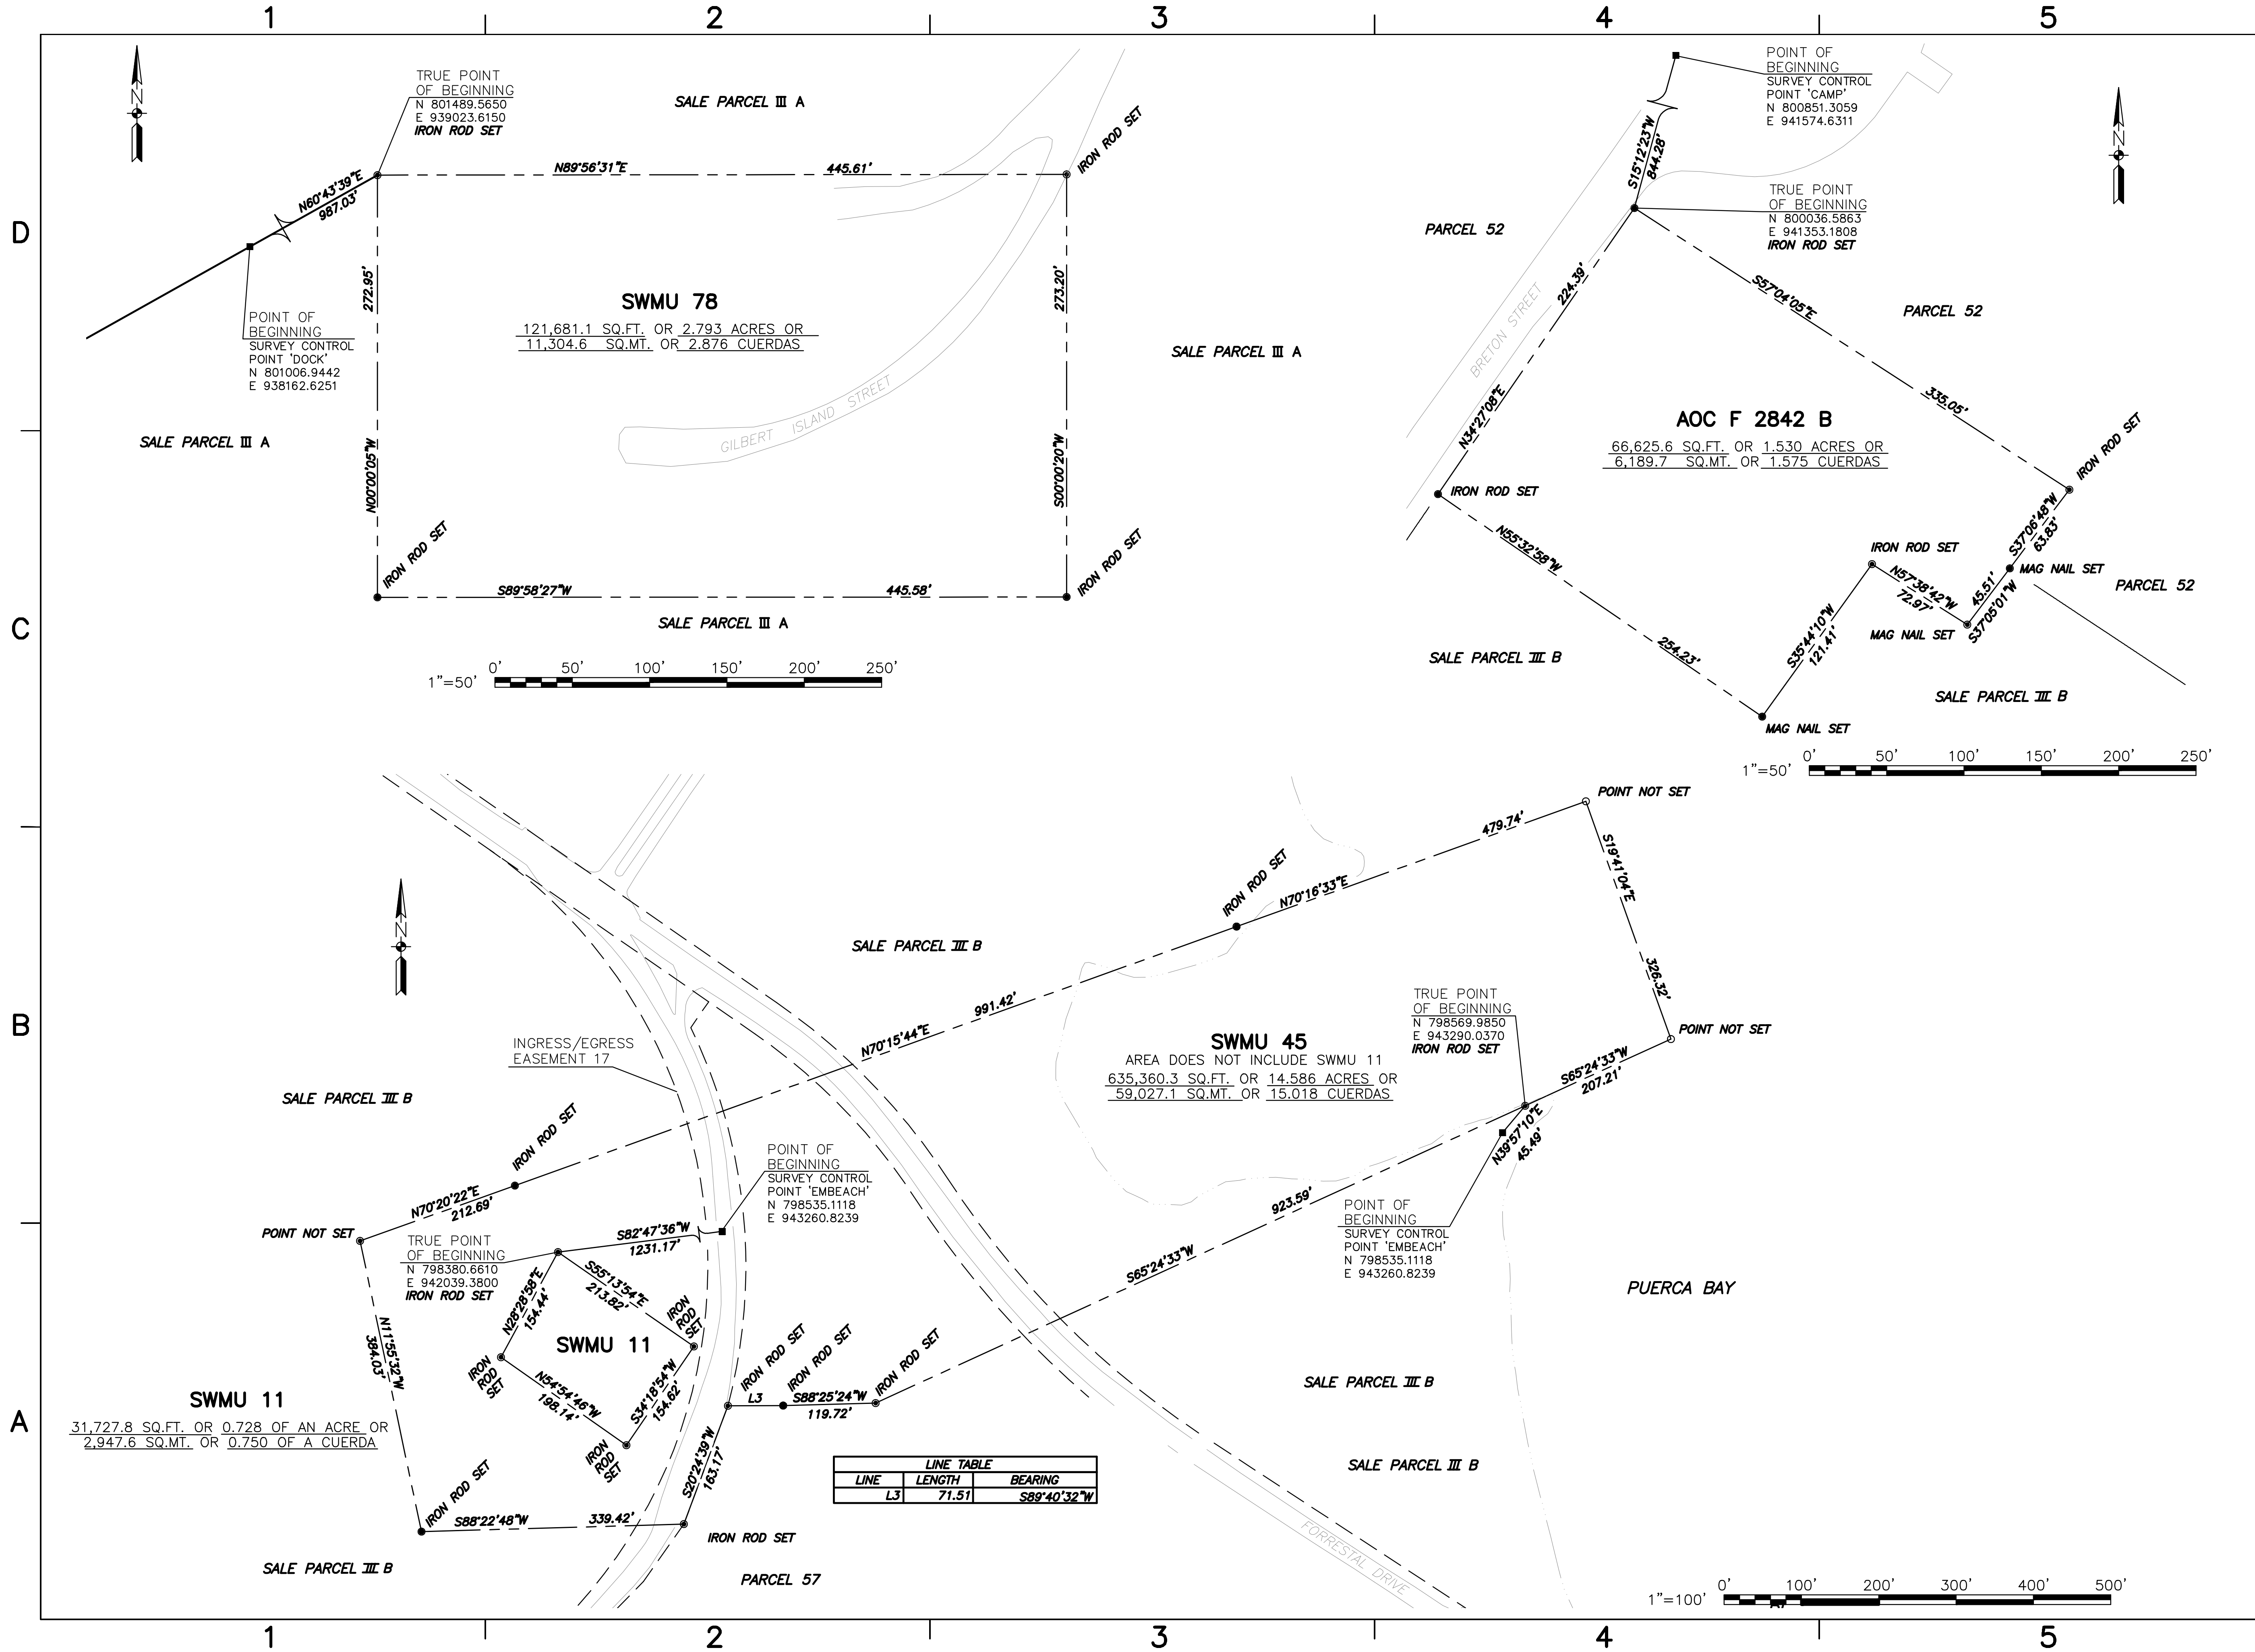 1 2 3 4 5
D
C
B
A
N
TRUE POINT
OF BEGINNING
N 801489.5650
E 939023.6150
IRON ROD SET
SALE PARCEL III A
IRON ROD SET
N89°56'31"E
445.61'
N60°43'39"E
987.03'
272.95'
N00°00'05"W
273.20'
S00°00'20"W
SWMU 78
121,681.1 SQ.FT. OR 2.793 ACRES OR
11,304.6 SQ.MT. OR 2.876 CUERDAS
POINT OF
BEGINNING
SURVEY CONTROL
POINT 'DOCK'
N 801006.9442
E 938162.6251
SALE PARCEL III A
GILBERT ISLAND STREET
SALE PARCEL III A
IRON ROD SET
IRON ROD SET
S89°58'27"W
445.58'
SALE PARCEL III A
1"=50'
0' 50' 100' 150' 200' 250'
POINT OF
BEGINNING
SURVEY CONTROL
POINT 'CAMP'
N 800851.3059
E 941574.6311
N
S15°12'23"W
844.28'
TRUE POINT
OF BEGINNING
N 800036.5863
E 941353.1808
IRON ROD SET
PARCEL 52
BRETON STREET
224.39'
N34°27'08"E
S57°04'05"E
335.05'
PARCEL 52
AOC F 2842 B
66,625.6 SQ.FT. OR 1.530 ACRES OR
6,189.7 SQ.MT. OR 1.575 CUERDAS
IRON ROD SET
IRON ROD SET
S37°06'48"W
63.83'
MAG NAIL SET
PARCEL 52
IRON ROD SET
N57°38'42"W
72.97'
45.51'
S37°05'01"W
MAG NAIL SET
N55°32'58"W
254.23'
S35°44'10"W
121.41'
SALE PARCEL III B
SALE PARCEL III B
MAG NAIL SET
1"=50'
0' 50' 100' 150' 200' 250'
N
POINT NOT SET
479.74'
N70°16'33"E
IRON ROD SET
S19°41'04"E
326.32'
POINT NOT SET
SALE PARCEL III B
991.42'
N70°15'44"E
INGRESS/EGRESS
EASEMENT 17
SWMU 45
AREA DOES NOT INCLUDE SWMU 11
635,360.3 SQ.FT. OR 14.586 ACRES OR
59,027.1 SQ.MT. OR 15.018 CUERDAS
TRUE POINT
OF BEGINNING
N 798569.9850
E 943290.0370
IRON ROD SET
S65°24'33"W
207.21'
N39°57'10"E
45.49'
SALE PARCEL III B
IRON ROD SET
N70°20'22"E
212.69'
POINT NOT SET
POINT OF
BEGINNING
SURVEY CONTROL
POINT 'EMBEACH'
N 798535.1118
E 943260.8239
923.59'
S65°24'33"W
POINT OF
BEGINNING
SURVEY CONTROL
POINT 'EMBEACH'
N 798535.1118
E 943260.8239
PUERCA BAY
TRUE POINT
OF BEGINNING
N 798380.6610
E 942039.3800
IRON ROD SET
S82°47'36"W
1231.17'
N28°28'58"E
154.44'
S55°13'54"E
213.82'
IRON
ROD
SET
SWMU 11
IRON
ROD
SET
N54°54'46"W
198.14'
S34°18'54"W
154.62'
IRON
ROD
SET
N11°55'32"W
384.03'
SWMU 11
31,727.8 SQ.FT. OR 0.728 OF AN ACRE OR
2,947.6 SQ.MT. OR 0.750 OF A CUERDA
IRON ROD SET
IRON ROD SET
IRON ROD SET
L3
S88°25'24"W
119.72'
S20°24'39"W
163.17'
LINE TABLE
LINE LENGTH BEARING
L3 71.51 S89°40'32"W
SALE PARCEL III B
SALE PARCEL III B
IRON ROD SET
S88°22'48"W
339.42'
IRON ROD SET
SALE PARCEL III B
PARCEL 57
FORRESTAL DRIVE
1"=100'
0' 100' 200' 300' 400' 500'
1 2 3 4 5